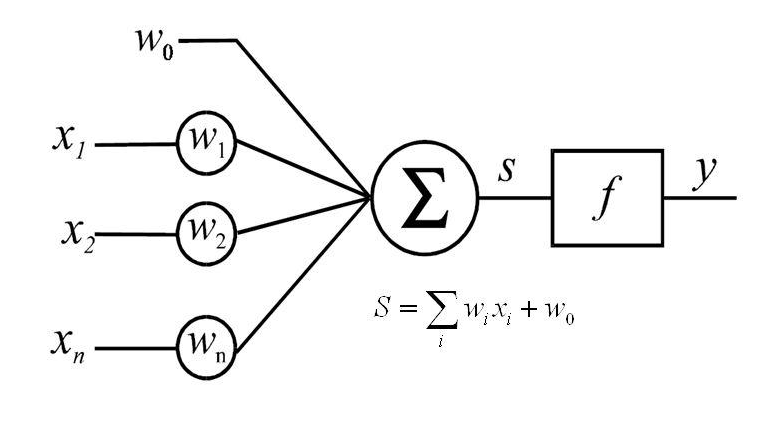 w₀
x₁ w₁
x₂ w₂
xₙ wₙ
Σ s f y
S = ∑ᵢ wᵢxᵢ + w₀